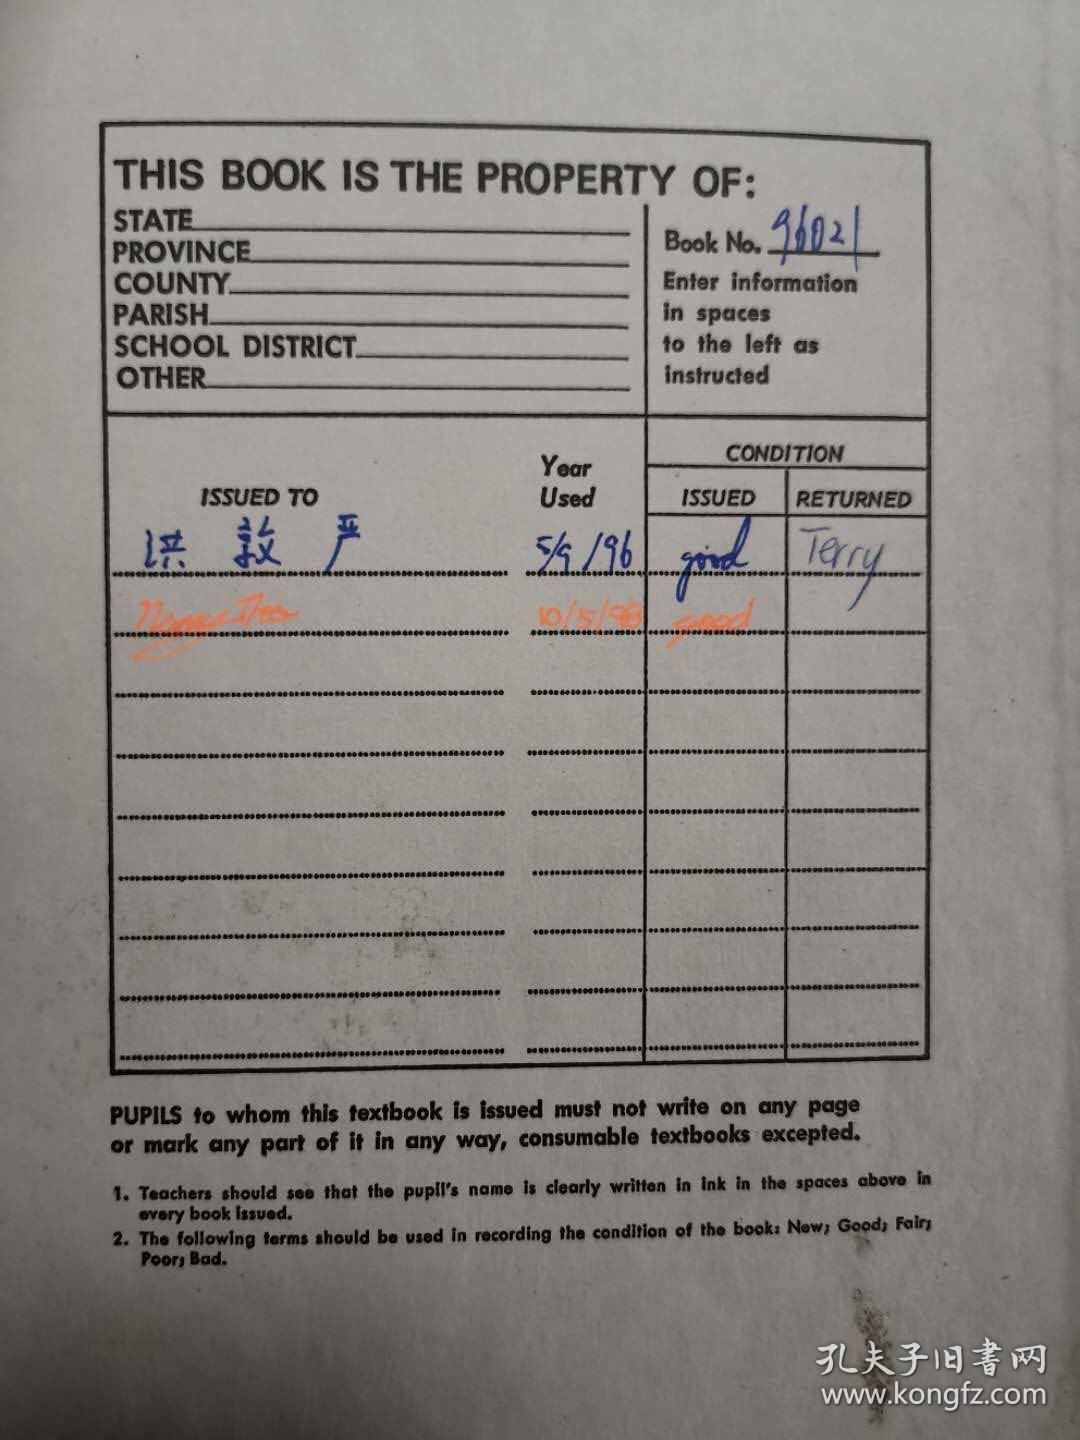 THIS BOOK IS THE PROPERTY OF:
STATE
PROVINCE
COUNTY
PARISH
SCHOOL DISTRICT
OTHER
Book No. 96021
Enter information
in spaces
to the left as
instructed
ISSUED TO
Year
Used
CONDITION
ISSUED
RETURNED
洪 5/9/96 good Terry
10/5/98 good
PUPILS to whom this textbook is issued must not write on any page
or mark any part of it in any way, consumable textbooks excepted.
1. Teachers should see that the pupil's name is clearly written in ink in the spaces above in
every book issued.
2. The following terms should be used in recording the condition of the book: New; Good; Fair;
Poor; Bad.
孔夫子旧書网
www.kongfz.com